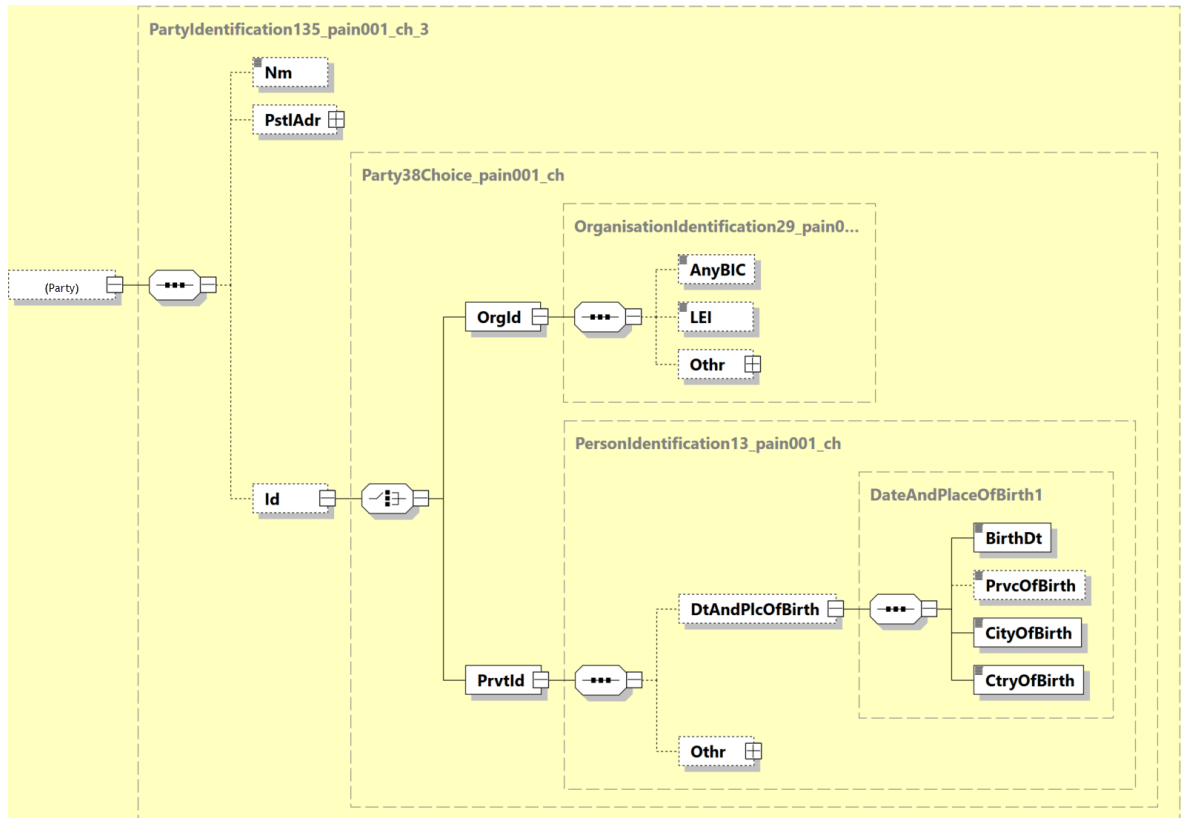 PartyIdentification135_pain001_ch_3
Nm
PstlAdr
Party38Choice_pain001_ch
OrganisationIdentification29_pain0...
(Party)
AnyBIC
OrgId
LEI
Othr
PersonIdentification13_pain001_ch
Id
DateAndPlaceOfBirth1
BirthDt
PrvcOfBirth
DtAndPlcOfBirth
CityOfBirth
PrvtId
CtryOfBirth
Othr